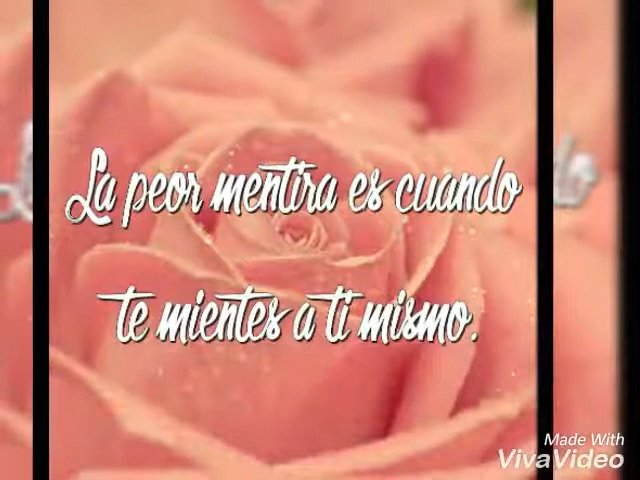 La peor mentira es cuando
te mientes a ti mismo.
Made With
VivaVideo